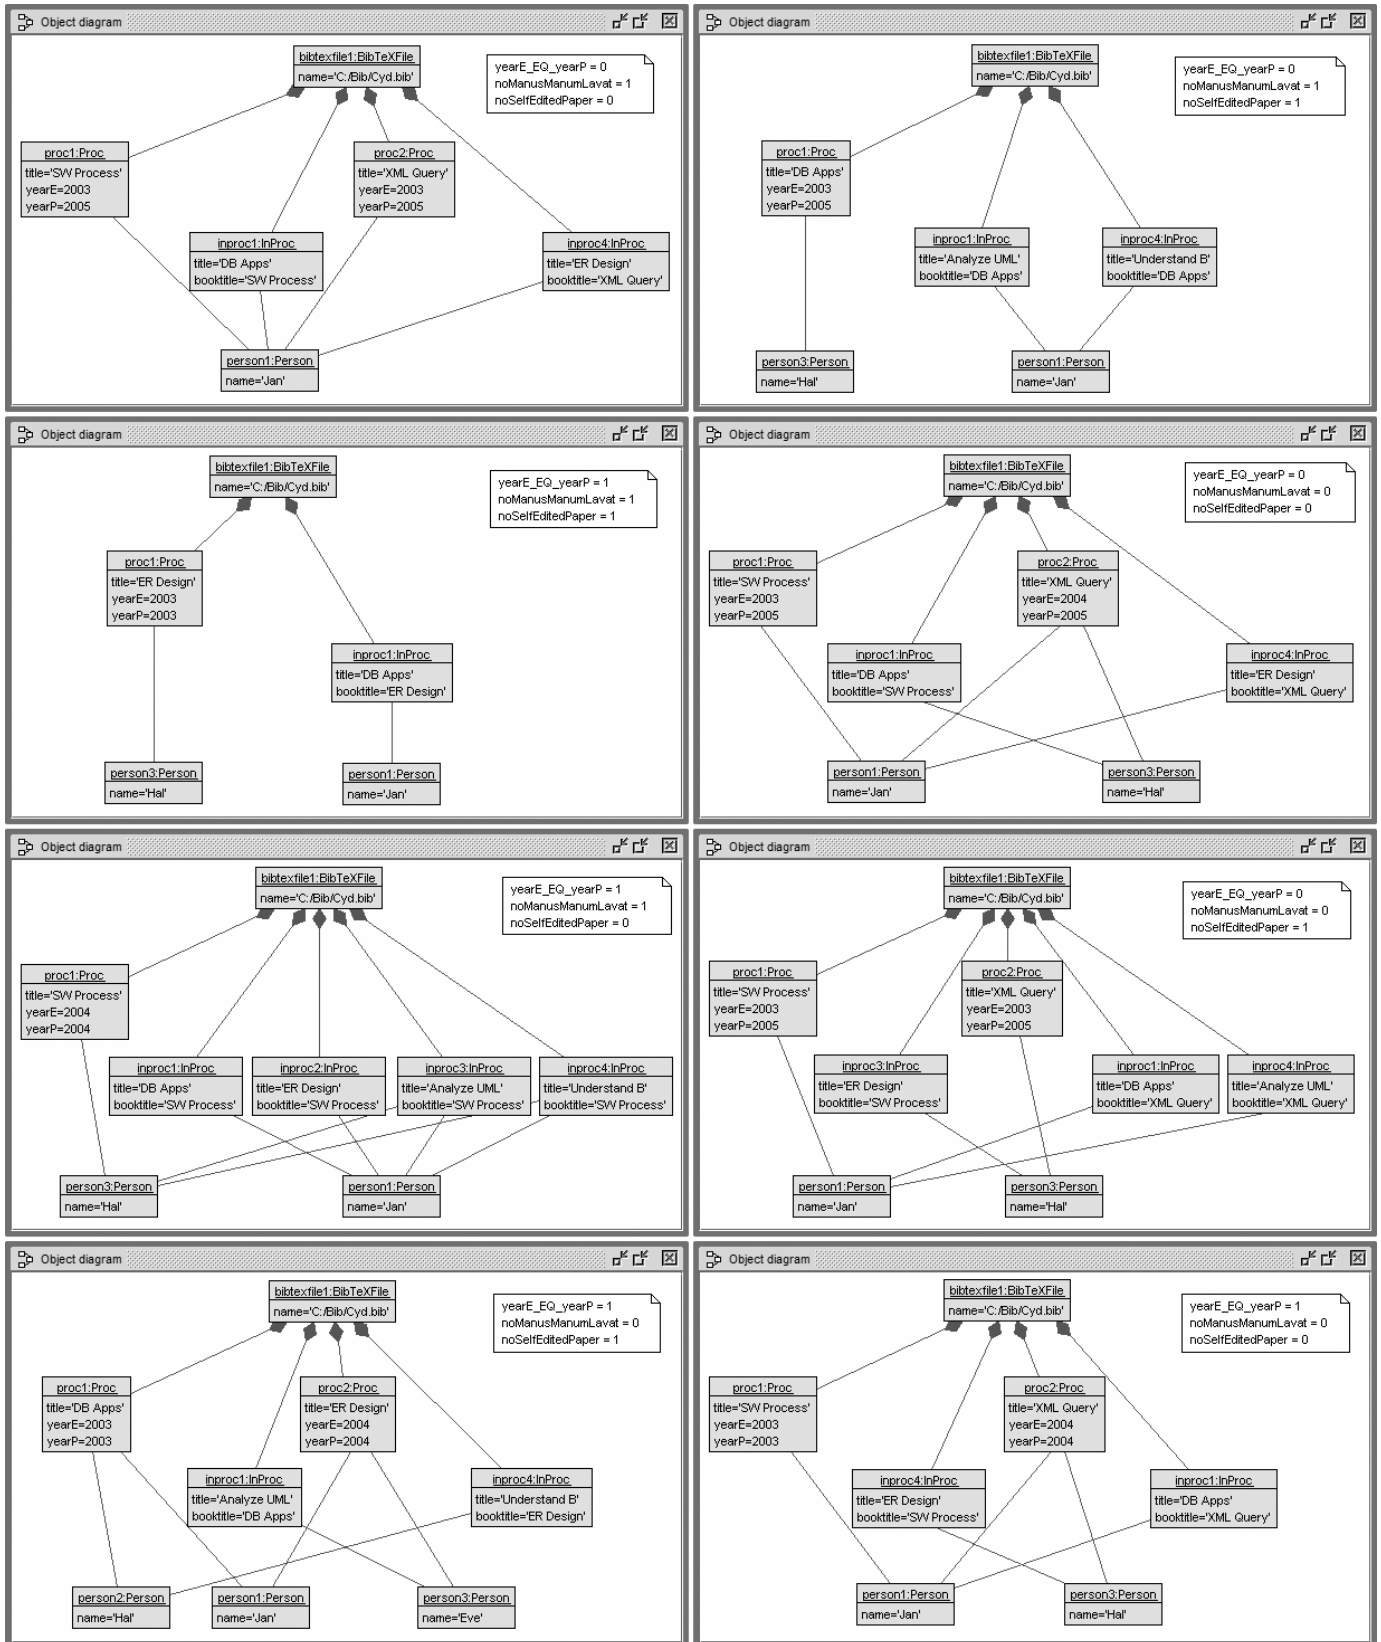 Object diagram
bibtexfile1:BibTeXFile
name='C:/Bib/Cyd.bib'
yearE_EQ_yearP = 0
noManusManumLavat = 1
noSelfEditedPaper = 0
proc1:Proc
title='SW Process'
yearE=2003
yearP=2005
proc2:Proc
title='XML Query'
yearE=2003
yearP=2005
inproc1:InProc
title='DB Apps'
booktitle='SW Process'
inproc4:InProc
title='ER Design'
booktitle='XML Query'
person1:Person
name='Jan'
Object diagram
bibtexfile1:BibTeXFile
name='C:/Bib/Cyd.bib'
yearE_EQ_yearP = 0
noManusManumLavat = 1
noSelfEditedPaper = 1
proc1:Proc
title='DB Apps'
yearE=2003
yearP=2005
inproc1:InProc
title='Analyze UML'
booktitle='DB Apps'
inproc4:InProc
title='Understand B'
booktitle='DB Apps'
person3:Person
name='Hal'
person1:Person
name='Jan'
Object diagram
bibtexfile1:BibTeXFile
name='C:/Bib/Cyd.bib'
yearE_EQ_yearP = 1
noManusManumLavat = 1
noSelfEditedPaper = 1
proc1:Proc
title='ER Design'
yearE=2003
yearP=2003
inproc1:InProc
title='DB Apps'
booktitle='ER Design'
person3:Person
name='Hal'
person1:Person
name='Jan'
Object diagram
bibtexfile1:BibTeXFile
name='C:/Bib/Cyd.bib'
yearE_EQ_yearP = 0
noManusManumLavat = 0
noSelfEditedPaper = 0
proc1:Proc
title='SW Process'
yearE=2003
yearP=2005
proc2:Proc
title='XML Query'
yearE=2004
yearP=2005
inproc1:InProc
title='DB Apps'
booktitle='SW Process'
inproc4:InProc
title='ER Design'
booktitle='XML Query'
person1:Person
name='Jan'
person3:Person
name='Hal'
Object diagram
bibtexfile1:BibTeXFile
name='C:/Bib/Cyd.bib'
yearE_EQ_yearP = 1
noManusManumLavat = 1
noSelfEditedPaper = 0
proc1:Proc
title='SW Process'
yearE=2004
yearP=2004
inproc1:InProc
title='DB Apps'
booktitle='SW Process'
inproc2:InProc
title='ER Design'
booktitle='SW Process'
inproc3:InProc
title='Analyze UML'
booktitle='SW Process'
inproc4:InProc
title='Understand B'
booktitle='SW Process'
person3:Person
name='Hal'
person1:Person
name='Jan'
Object diagram
bibtexfile1:BibTeXFile
name='C:/Bib/Cyd.bib'
yearE_EQ_yearP = 0
noManusManumLavat = 0
noSelfEditedPaper = 1
proc1:Proc
title='SW Process'
yearE=2003
yearP=2005
proc2:Proc
title='XML Query'
yearE=2003
yearP=2005
inproc3:InProc
title='ER Design'
booktitle='SW Process'
inproc1:InProc
title='DB Apps'
booktitle='XML Query'
inproc4:InProc
title='Analyze UML'
booktitle='XML Query'
person1:Person
name='Jan'
person3:Person
name='Hal'
Object diagram
bibtexfile1:BibTeXFile
name='C:/Bib/Cyd.bib'
yearE_EQ_yearP = 1
noManusManumLavat = 0
noSelfEditedPaper = 1
proc1:Proc
title='DB Apps'
yearE=2003
yearP=2003
proc2:Proc
title='ER Design'
yearE=2004
yearP=2004
inproc1:InProc
title='Analyze UML'
booktitle='DB Apps'
inproc4:InProc
title='Understand B'
booktitle='ER Design'
person2:Person
name='Hal'
person1:Person
name='Jan'
person3:Person
name='Eve'
Object diagram
bibtexfile1:BibTeXFile
name='C:/Bib/Cyd.bib'
yearE_EQ_yearP = 1
noManusManumLavat = 0
noSelfEditedPaper = 0
proc1:Proc
title='SW Process'
yearE=2003
yearP=2003
proc2:Proc
title='XML Query'
yearE=2004
yearP=2004
inproc4:InProc
title='ER Design'
booktitle='SW Process'
inproc1:InProc
title='DB Apps'
booktitle='XML Query'
person1:Person
name='Jan'
person3:Person
name='Hal'